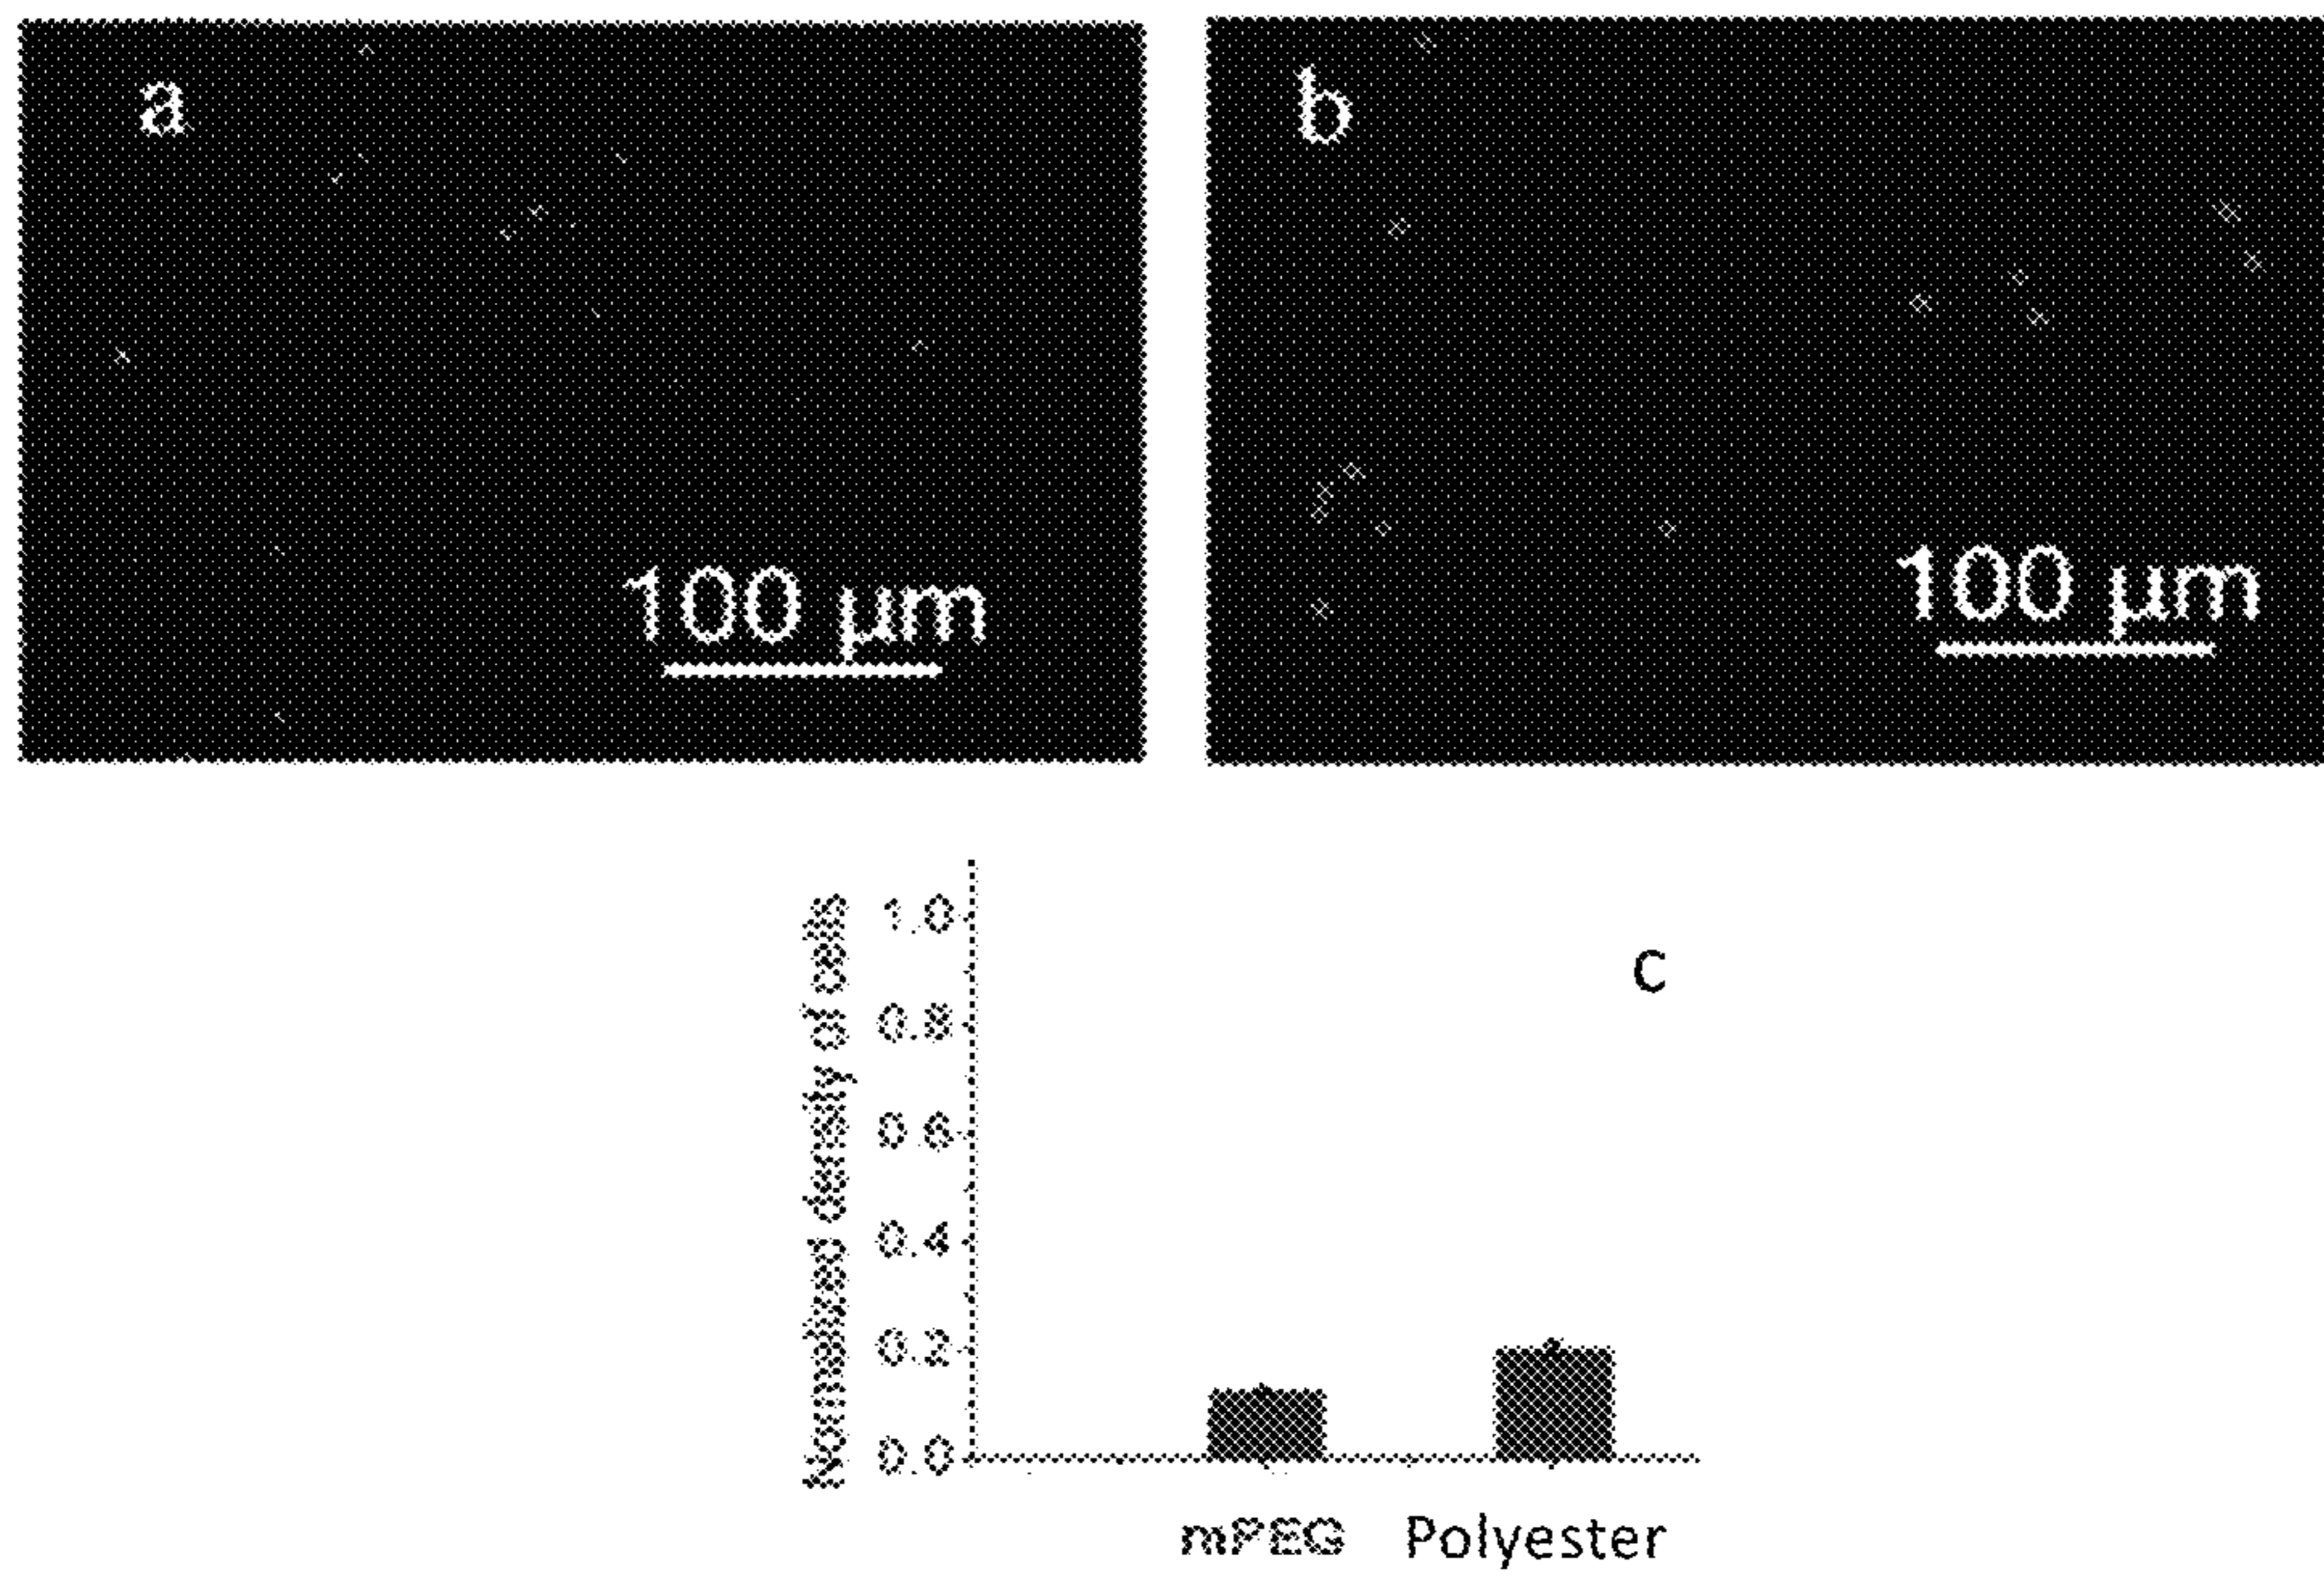 a
b
100 µm
100 µm
Normalized density of cells
1.0
0.8
0.6
0.4
0.2
0.0
c
mPEG Polyester